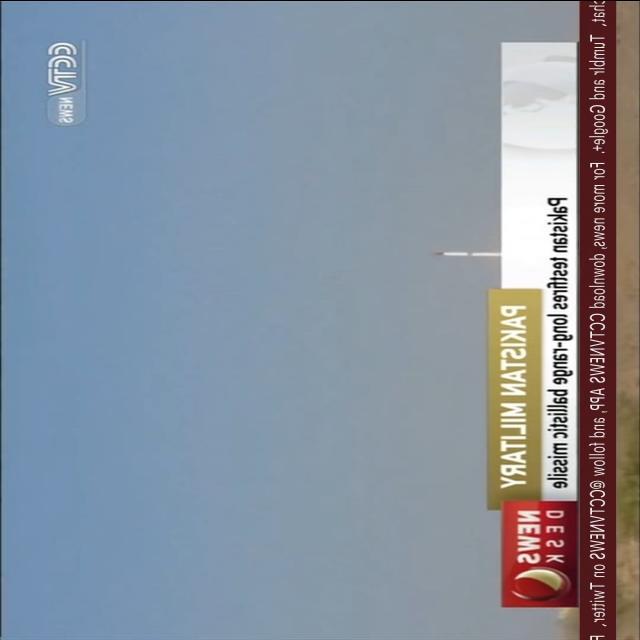 CCTV
NEWS
PAKISTAN MILITARY
Pakistan testfires long-range ballistic missile
NEWS
DESK
chat, Tumblr and Google+. For more news, download CCTVNEWS APP, and follow @CCTVNEWS on Twitter, F